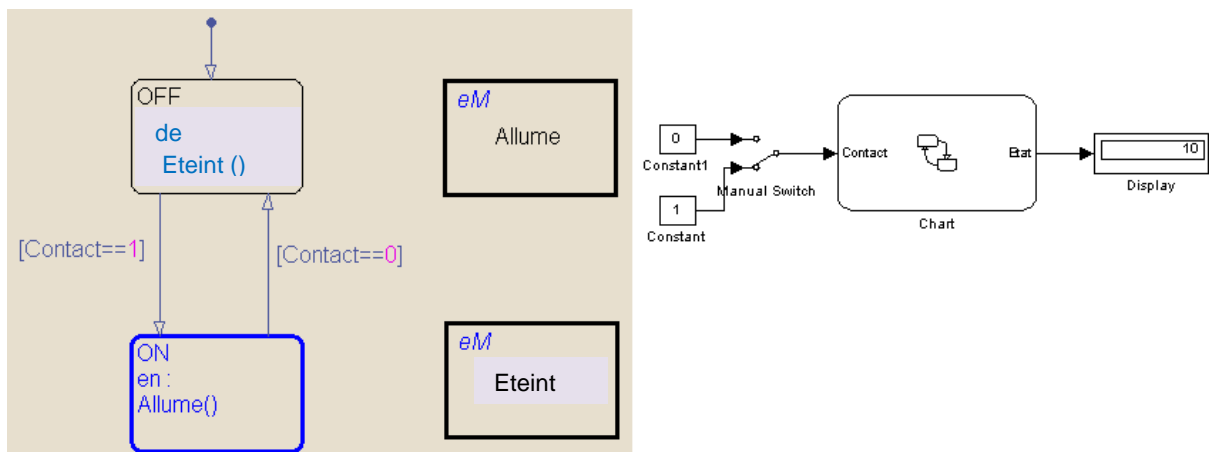 OFF
de
Eteint ()
eM
Allume
[Contact==1]
[Contact==0]
ON
en :
Allume()
eM
Eteint
0
Constant1
1
Constant
Manual Switch
Contact
Etat
Chart
10
Display